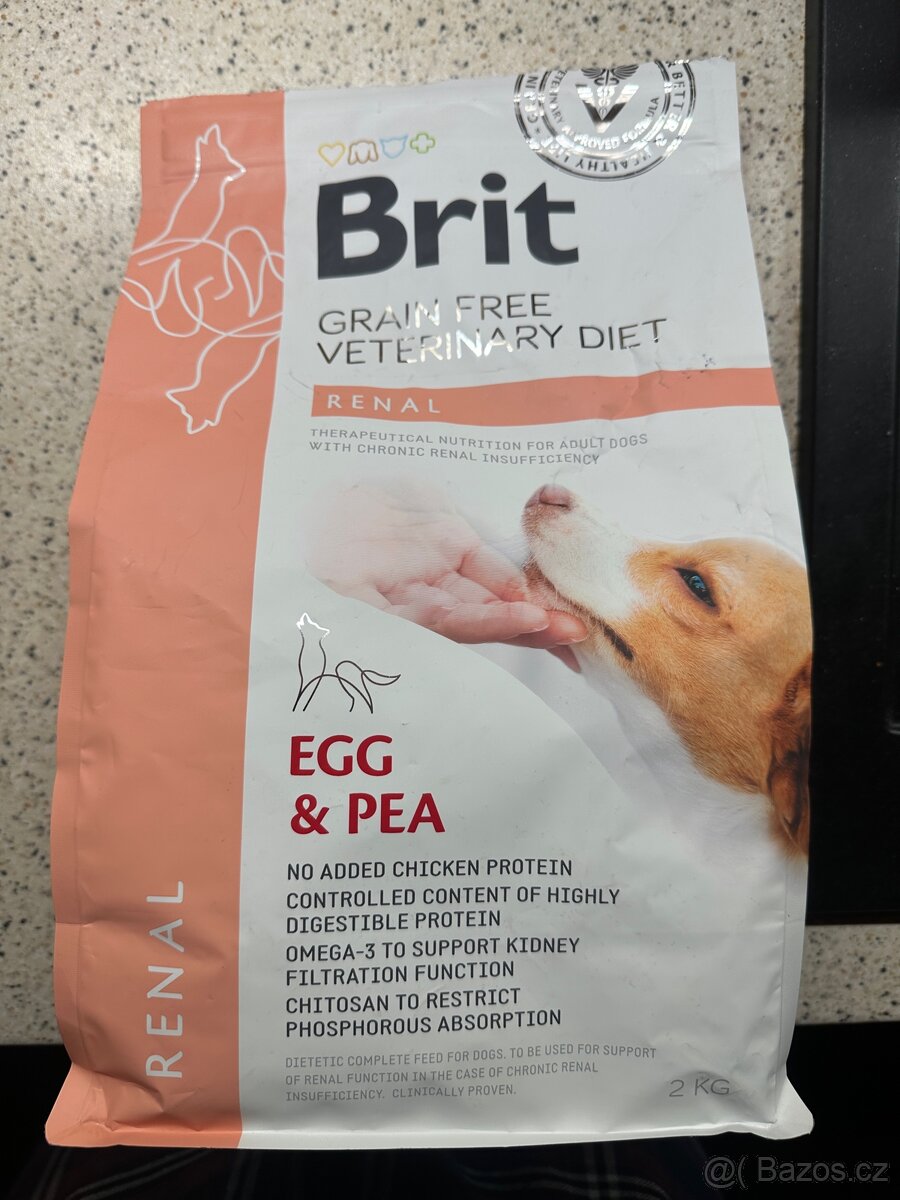 VETERINARY APPROVED FORMULA
Brit
GRAIN FREE
VETERINARY DIET
RENAL
THERAPEUTICAL NUTRITION FOR ADULT DOGS
WITH CHRONIC RENAL INSUFFICIENCY
EGG
& PEA
NO ADDED CHICKEN PROTEIN
CONTROLLED CONTENT OF HIGHLY
DIGESTIBLE PROTEIN
OMEGA-3 TO SUPPORT KIDNEY
FILTRATION FUNCTION
CHITOSAN TO RESTRICT
PHOSPHOROUS ABSORPTION
DIETETIC COMPLETE FEED FOR DOGS. TO BE USED FOR SUPPORT
OF RENAL FUNCTION IN THE CASE OF CHRONIC RENAL
INSUFFICIENCY. CLINICALLY PROVEN.
2 KG
RENAL
@( Bazos.cz